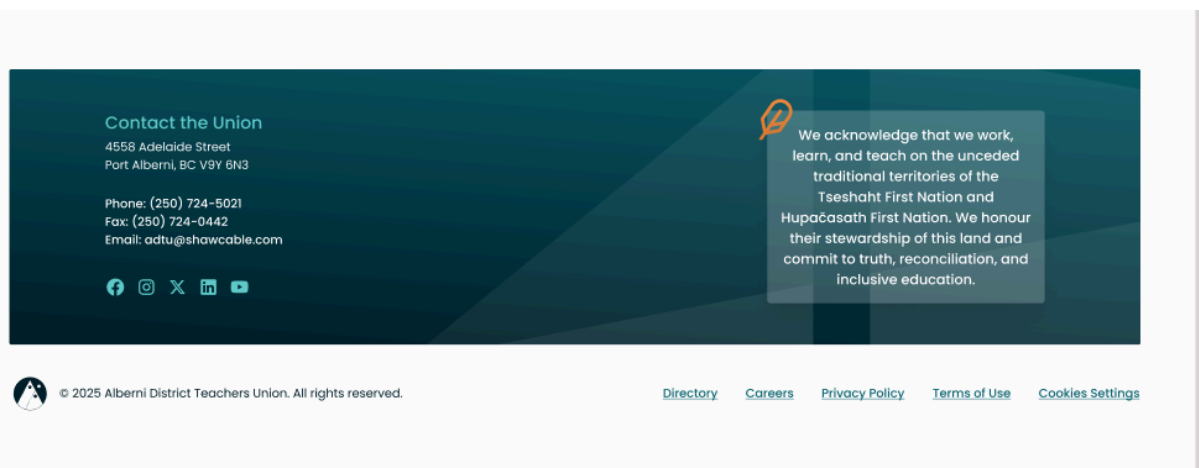 Contact the Union
4558 Adelaide Street
Port Alberni, BC V9Y 6N3
Phone: (250) 724-5021
Fax: (250) 724-0442
Email: adtu@shawcable.com
We acknowledge that we work,
learn, and teach on the unceded
traditional territories of the
Tseshaht First Nation and
Hupačasath First Nation. We honour
their stewardship of this land and
commit to truth, reconciliation, and
inclusive education.
© 2025 Alberni District Teachers Union. All rights reserved.
Directory Careers Privacy Policy Terms of Use Cookies Settings